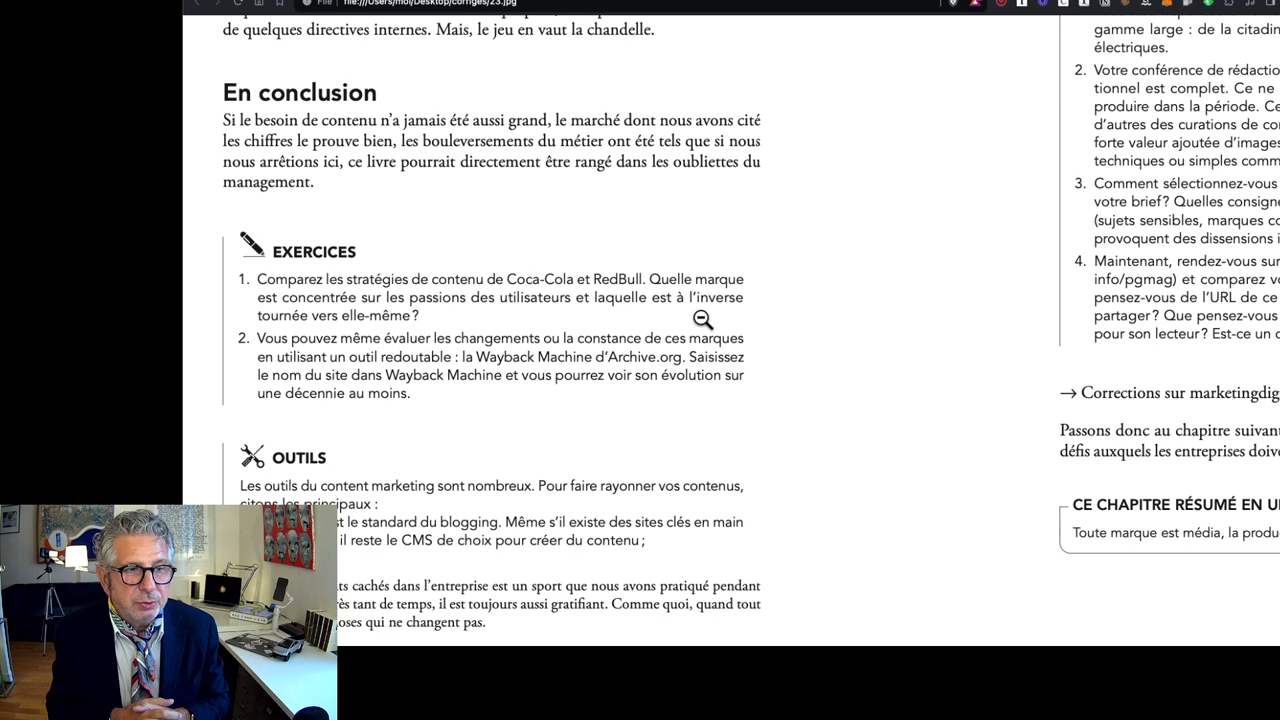 File file:///Users/moi/Desktop/corriges/23.jpg
de quelques directives internes. Mais, le jeu en vaut la chandelle.
En conclusion
Si le besoin de contenu n'a jamais été aussi grand, le marché dont nous avons cité
les chiffres le prouve bien, les bouleversements du métier ont été tels que si nous
nous arrêtions ici, ce livre pourrait directement être rangé dans les oubliettes du
management.
EXERCICES
1. Comparez les stratégies de contenu de Coca-Cola et RedBull. Quelle marque
est concentrée sur les passions des utilisateurs et laquelle est à l'inverse
tournée vers elle-même ?
2. Vous pouvez même évaluer les changements ou la constance de ces marques
en utilisant un outil redoutable : la Wayback Machine d'Archive.org. Saisissez
le nom du site dans Wayback Machine et vous pourrez voir son évolution sur
une décennie au moins.
OUTILS
Les outils du content marketing sont nombreux. Pour faire rayonner vos contenus,
citons les principaux :
st le standard du blogging. Même s'il existe des sites clés en main
il reste le CMS de choix pour créer du contenu ;
ts cachés dans l'entreprise est un sport que nous avons pratiqué pendant
rès tant de temps, il est toujours aussi gratifiant. Comme quoi, quand tout
oses qui ne changent pas.
gamme large : de la citadin
électriques.
2. Votre conférence de rédactio
tionnel est complet. Ce ne
produire dans la période. Ce
d'autres des curations de con
forte valeur ajoutée d'images
techniques ou simples comm
3. Comment sélectionnez-vous
votre brief ? Quelles consigne
(sujets sensibles, marques co
provoquent des dissensions i
4. Maintenant, rendez-vous sur
info/pgmag) et comparez vo
pensez-vous de l'URL de ce
partager ? Que pensez-vous
pour son lecteur ? Est-ce un c
→ Corrections sur marketingdig
Passons donc au chapitre suivant
défis auxquels les entreprises doive
CE CHAPITRE RÉSUMÉ EN U
Toute marque est média, la produ